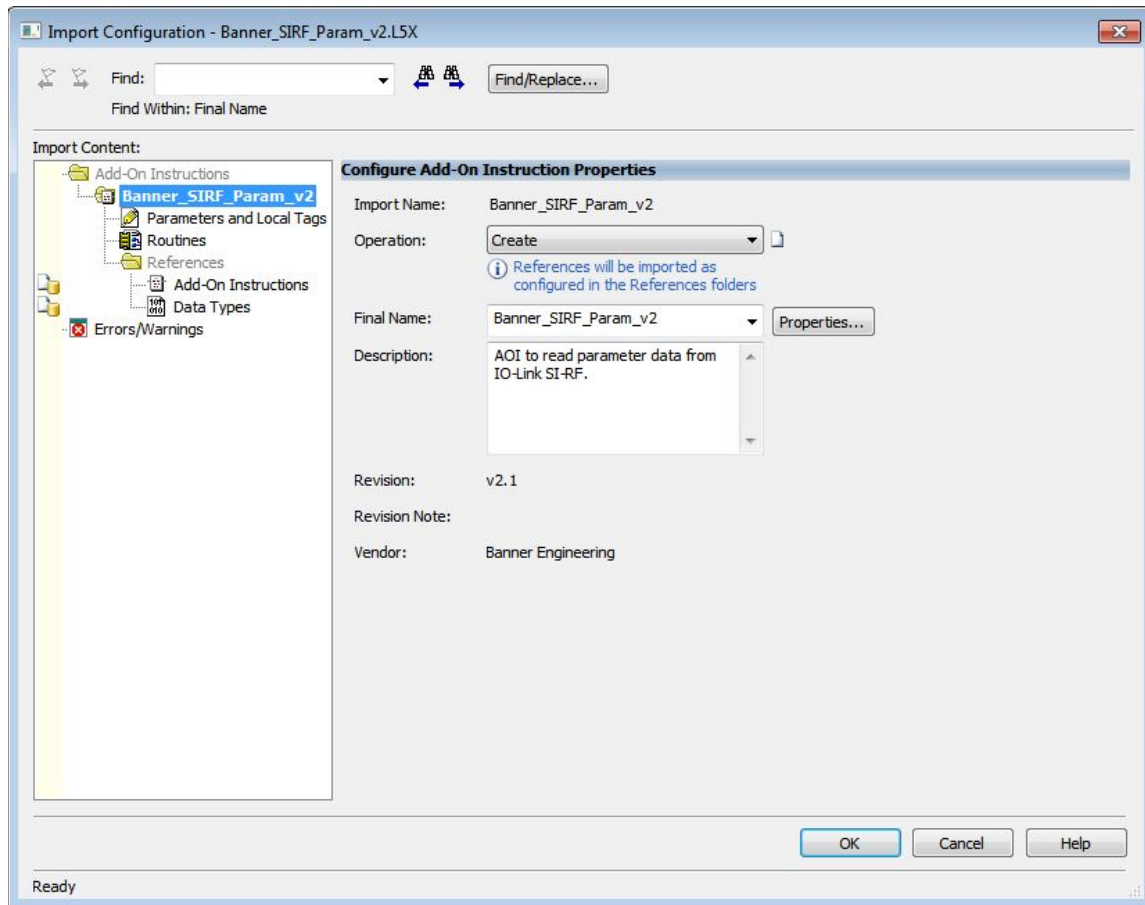 Import Configuration - Banner_SIRF_Param_v2.L5X
Find:
Find/Replace...
Find Within: Final Name
Import Content:
Add-On Instructions
Banner_SIRF_Param_v2
Parameters and Local Tags
Routines
References
Add-On Instructions
Data Types
Errors/Warnings
Configure Add-On Instruction Properties
Import Name: Banner_SIRF_Param_v2
Operation: Create
References will be imported as
configured in the References folders
Final Name: Banner_SIRF_Param_v2 Properties...
Description: AOI to read parameter data from
IO-Link SI-RF.
Revision: v2.1
Revision Note:
Vendor: Banner Engineering
OK Cancel Help
Ready